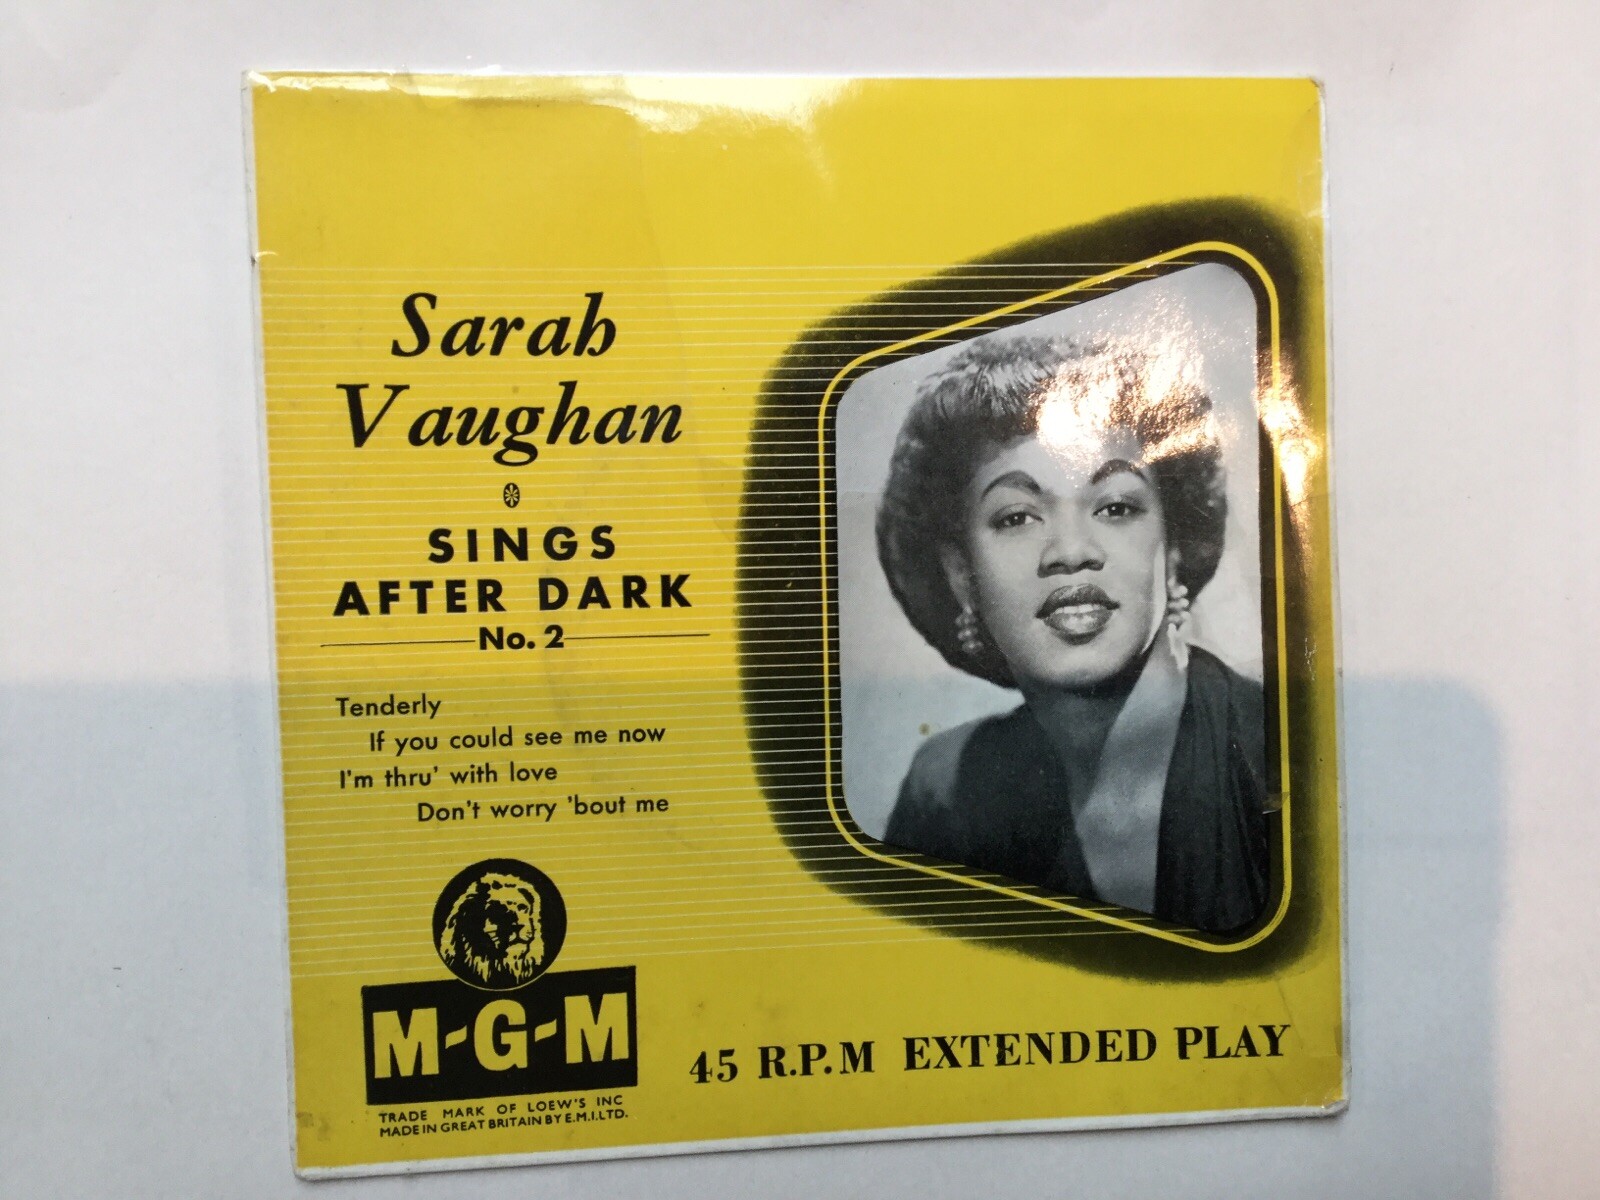 Sarah
Vaughan
SINGS
AFTER DARK
No. 2
Tenderly
If you could see me now
I'm thru' with love
Don't worry 'bout me
M-G-M
TRADE MARK OF LOEW'S INC
MADE IN GREAT BRITAIN BY E.M.I. LTD.
45 R.P.M EXTENDED PLAY